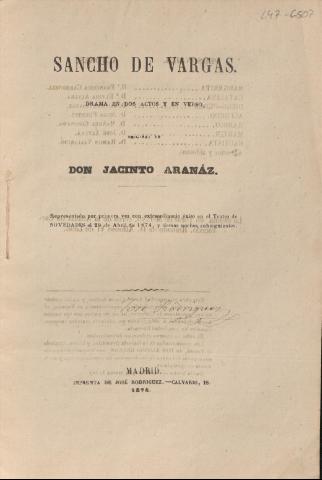 SANCHO DE VARGAS.
DRAMA EN DOS ACTOS Y EN VERSO,
DON JACINTO ARANÁZ.
Representado por primera vez con extraordinario éxito en el Teatro de
NOVEDADES el 29 de Abril de 1874, y demas noches subsiguientes.
MADRID.
IMPRENTA DE JOSÉ RODRIGUEZ.—CALVARIO, 18.
1874.